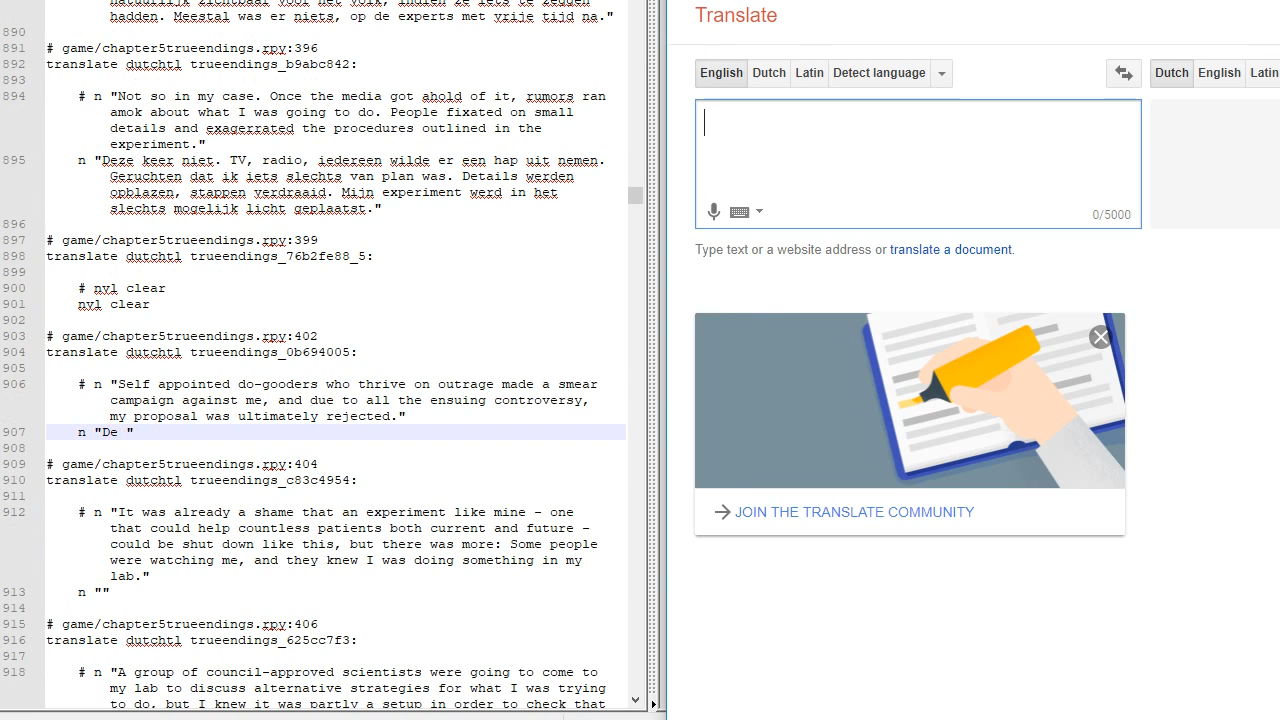 natuurlijk zichtbaar voor het volk, indien ze iets te zeggen
hadden. Meestal was er niets, op de experts met vrije tijd na."
890
891 # game/chapter5trueendings.rpy:396
892 translate dutchtl trueendings_b9abc842:
893
894 # n "Not so in my case. Once the media got ahold of it, rumors ran
amok about what I was going to do. People fixated on small
details and exagerrated the procedures outlined in the
experiment."
895 n "Deze keer niet. TV, radio, iedereen wilde er een hap uit nemen.
Geruchten dat ik iets slechts van plan was. Details werden
opblazen, stappen verdraaid. Mijn experiment werd in het
slechts mogelijk licht geplaatst."
896
897 # game/chapter5trueendings.rpy:399
898 translate dutchtl trueendings_76b2fe88_5:
899
900 # nvl clear
901 nvl clear
902
903 # game/chapter5trueendings.rpy:402
904 translate dutchtl trueendings_0b694005:
905
906 # n "Self appointed do-gooders who thrive on outrage made a smear
campaign against me, and due to all the ensuing controversy,
my proposal was ultimately rejected."
907 n "De "
908
909 # game/chapter5trueendings.rpy:404
910 translate dutchtl trueendings_c83c4954:
911
912 # n "It was already a shame that an experiment like mine - one
that could help countless patients both current and future -
could be shut down like this, but there was more: Some people
were watching me, and they knew I was doing something in my
lab."
913 n ""
914
915 # game/chapter5trueendings.rpy:406
916 translate dutchtl trueendings_625cc7f3:
917
918 # n "A group of council-approved scientists were going to come to
my lab to discuss alternative strategies for what I was trying
to do, but I knew it was partly a setup in order to check that
Translate
English Dutch Latin Detect language
Dutch English Latin
0/5000
Type text or a website address or translate a document.
JOIN THE TRANSLATE COMMUNITY